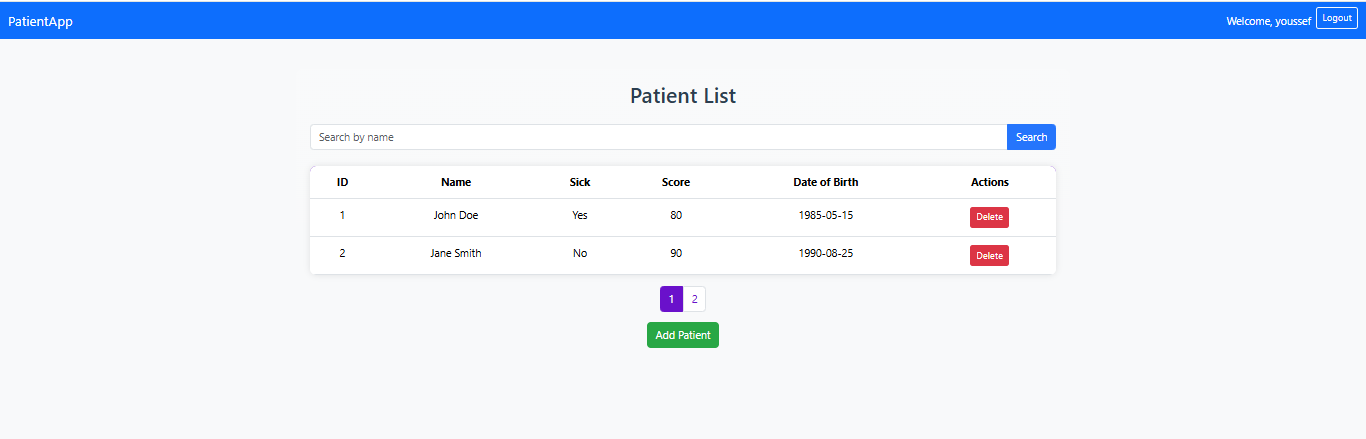 PatientApp Welcome, youssef Logout
Patient List
Search by name Search
ID Name Sick Score Date of Birth Actions
1 John Doe Yes 80 1985-05-15 Delete
2 Jane Smith No 90 1990-08-25 Delete
1 2
Add Patient